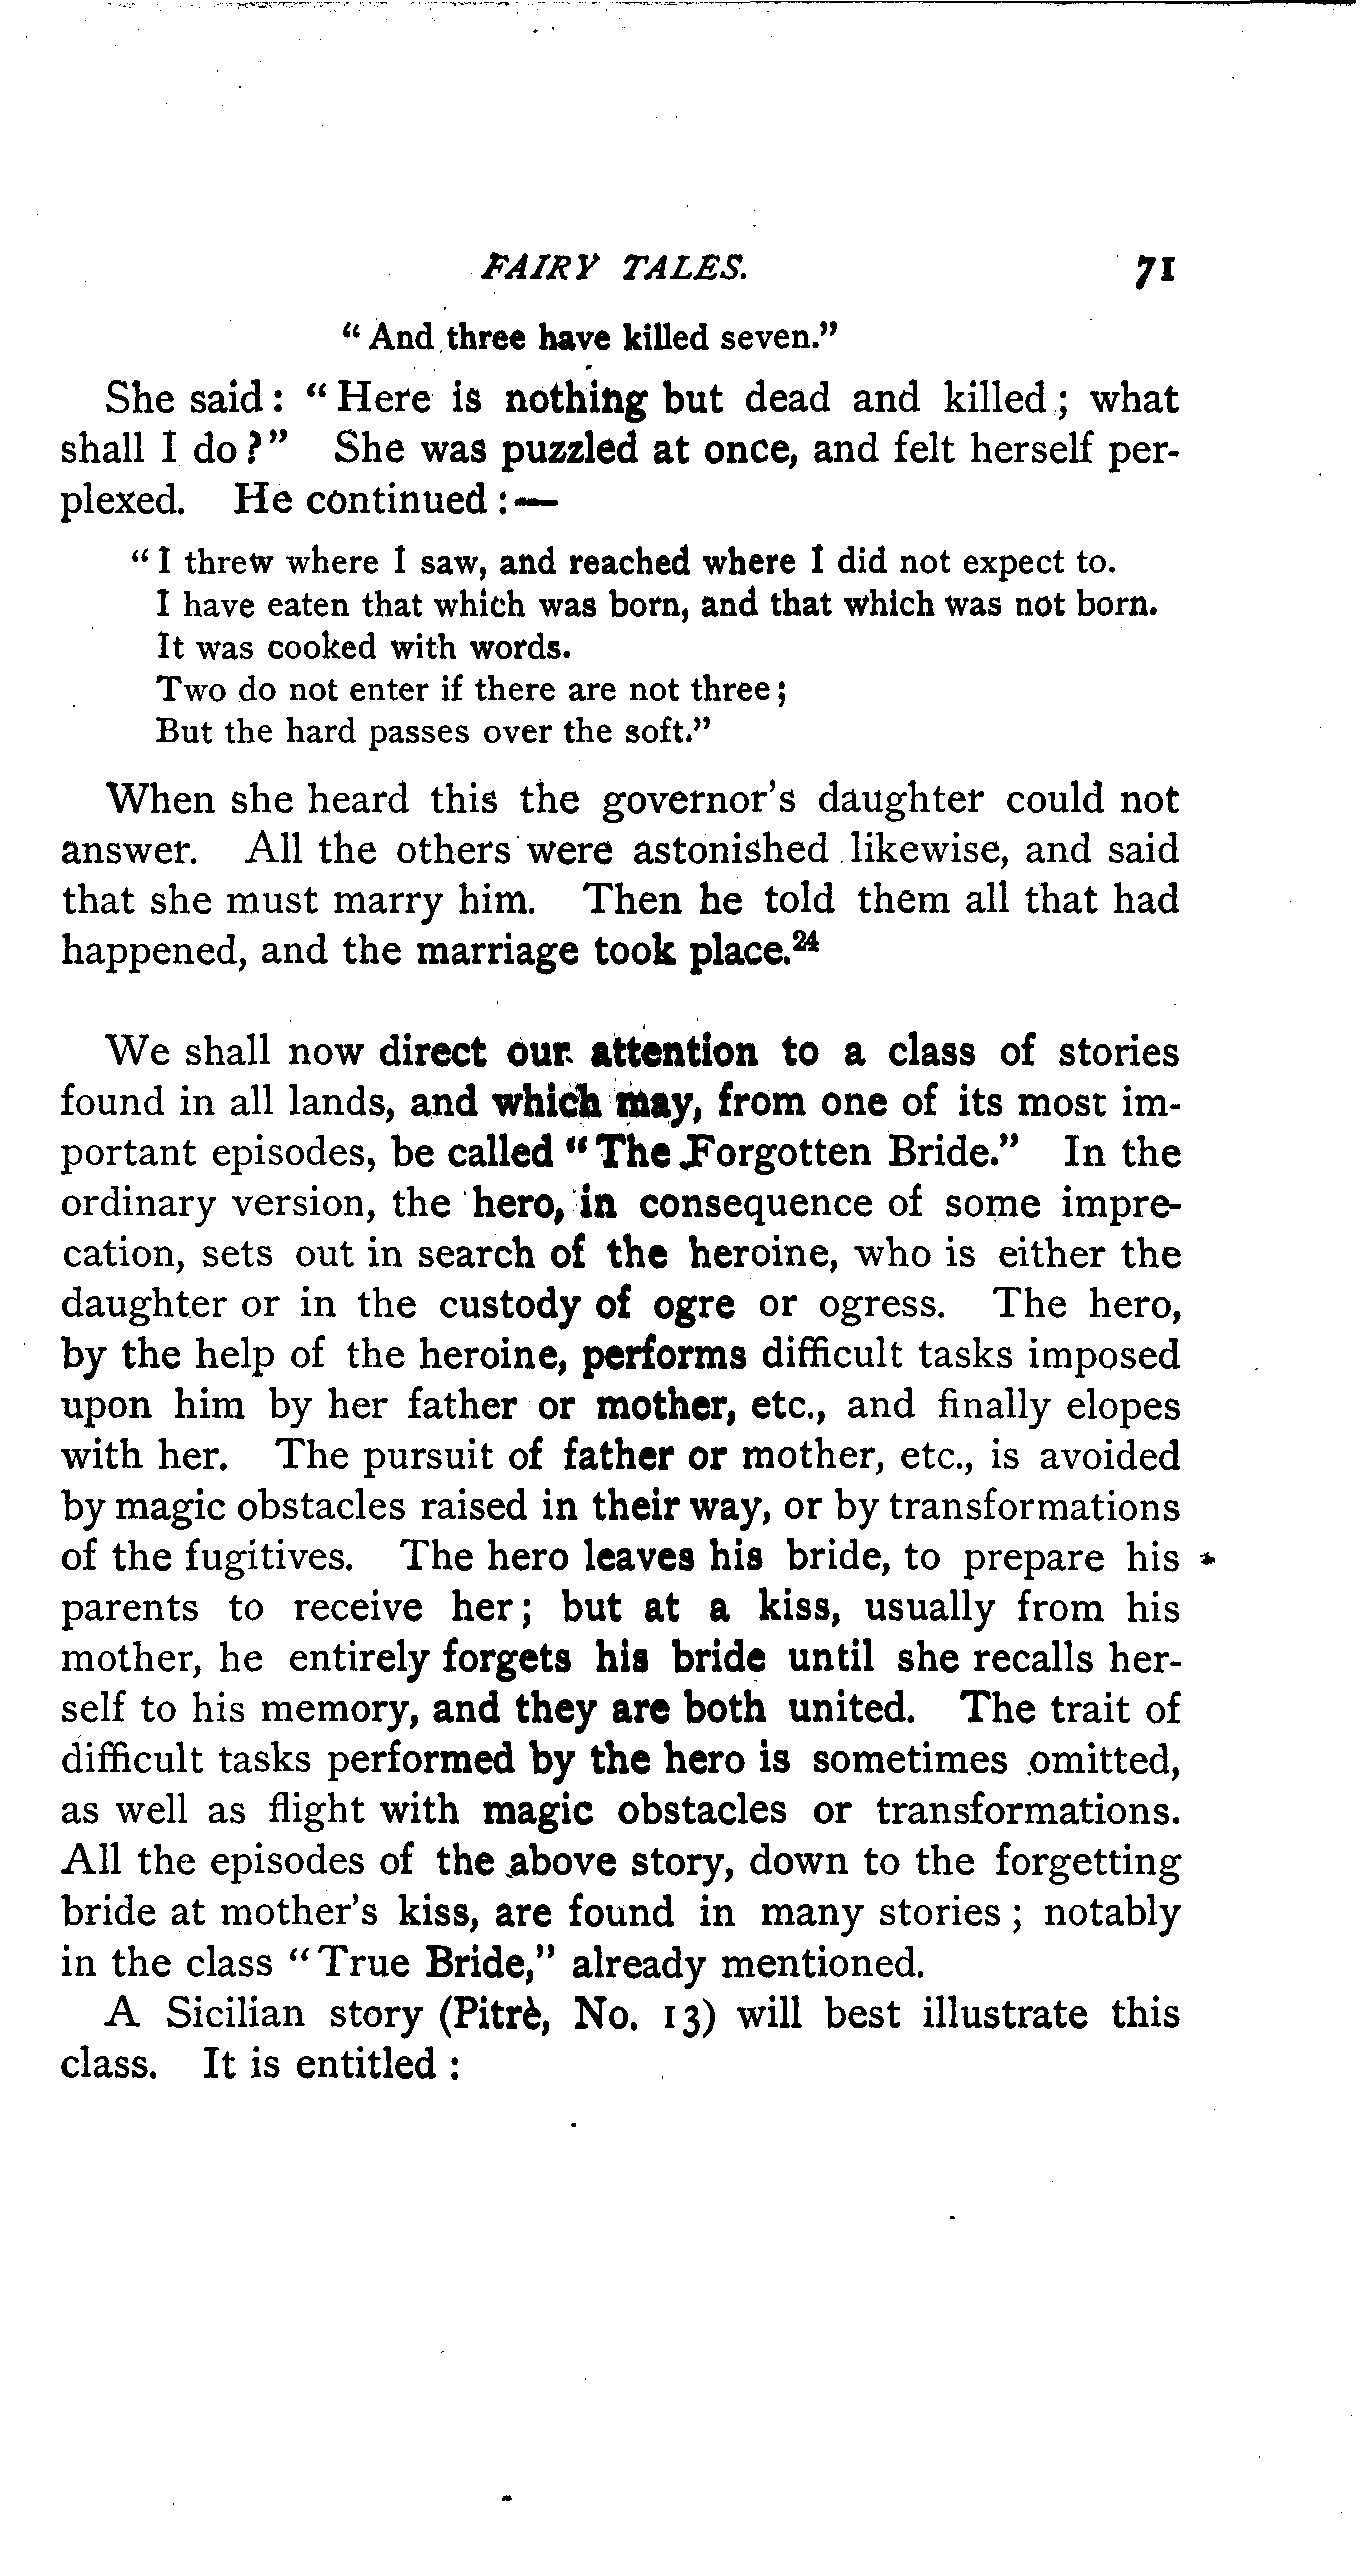 FAIRY TALES. 71
“ And three have killed seven.”
She said: “ Here is nothing but dead and killed; what
shall I do?” She was puzzled at once, and felt herself per-
plexed. He continued :—
“ I threw where I saw, and reached where I did not expect to.
I have eaten that which was born, and that which was not born.
It was cooked with words.
Two do not enter if there are not three;
But the hard passes over the soft.”
When she heard this the governor's daughter could not
answer. All the others were astonished likewise, and said
that she must marry him. Then he told them all that had
happened, and the marriage took place.24
We shall now direct our attention to a class of stories
found in all lands, and which may, from one of its most im-
portant episodes, be called “ The Forgotten Bride.” In the
ordinary version, the hero, in consequence of some impre-
cation, sets out in search of the heroine, who is either the
daughter or in the custody of ogre or ogress. The hero,
by the help of the heroine, performs difficult tasks imposed
upon him by her father or mother, etc., and finally elopes
with her. The pursuit of father or mother, etc., is avoided
by magic obstacles raised in their way, or by transformations
of the fugitives. The hero leaves his bride, to prepare his
parents to receive her; but at a kiss, usually from his
mother, he entirely forgets his bride until she recalls her-
self to his memory, and they are both united. The trait of
difficult tasks performed by the hero is sometimes omitted,
as well as flight with magic obstacles or transformations.
All the episodes of the above story, down to the forgetting
bride at mother's kiss, are found in many stories ; notably
in the class “ True Bride,” already mentioned.
A Sicilian story (Pitrè, No. 13) will best illustrate this
class. It is entitled :